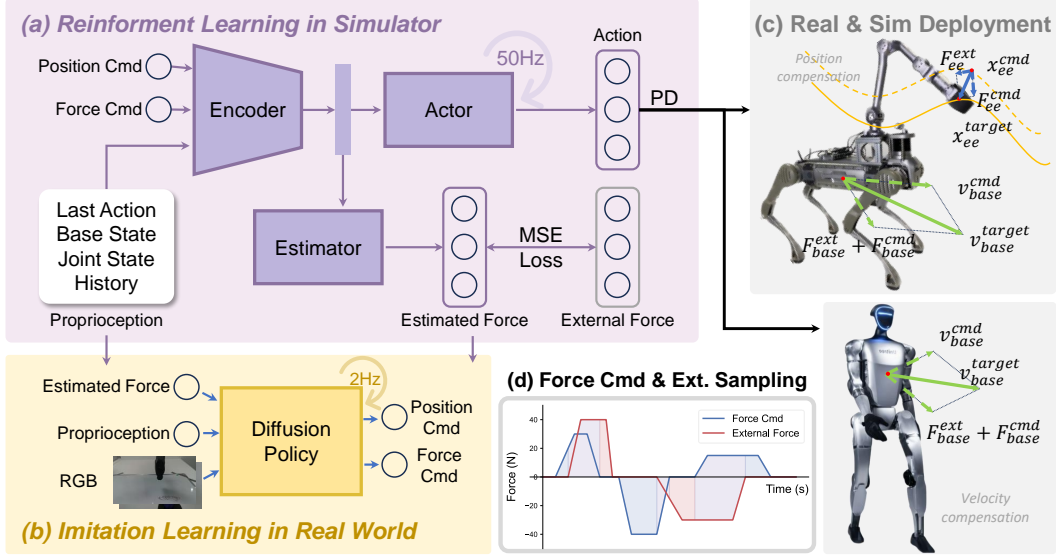 (a) Reinforment Learning in Simulator
Position Cmd
Force Cmd
Encoder
Actor
50Hz
Action
PD
Last Action
Base State
Joint State
History
Proprioception
Estimator
MSE
Loss
Estimated Force
External Force
Estimated Force
Proprioception
RGB
Diffusion
Policy
2Hz
Position
Cmd
Force
Cmd
(b) Imitation Learning in Real World
(c) Real & Sim Deployment
Position
compensation
F_ee^ext
x_ee^cmd
F_ee^cmd
x_ee^target
v_base^cmd
v_base^target
F_base^ext + F_base^cmd
v_base^cmd
v_base^target
F_base^ext + F_base^cmd
Velocity
compensation
(d) Force Cmd & Ext. Sampling
Force Cmd
External Force
Force (N)
40
20
0
−20
−40
Time (s)